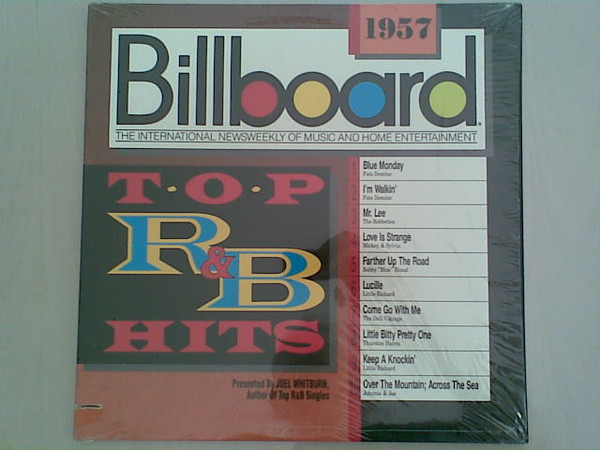 1957
Billboard®
THE INTERNATIONAL NEWSWEEKLY OF MUSIC AND HOME ENTERTAINMENT
T·O·P
R&B
HITS
Presented By JOEL WHITBURN,
Author Of Top R&B Singles
Blue Monday
Fats Domino
I'm Walkin'
Fats Domino
Mr. Lee
The Bobbettes
Love Is Strange
Mickey & Sylvia
Farther Up The Road
Bobby "Blue" Bland
Lucille
Little Richard
Come Go With Me
The Dell-Vikings
Little Bitty Pretty One
Thurston Harris
Keep A Knockin'
Little Richard
Over The Mountain; Across The Sea
Johnnie & Joe